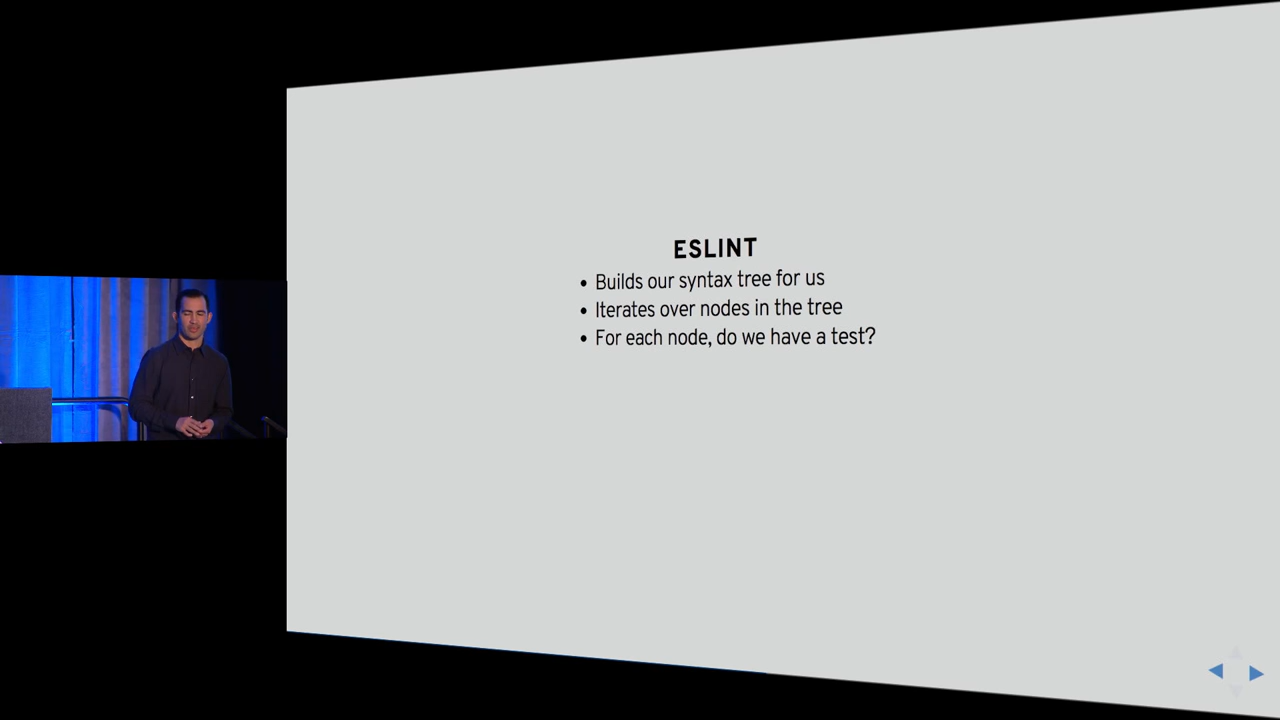 ESLINT
• Builds our syntax tree for us
• Iterates over nodes in the tree
• For each node, do we have a test?